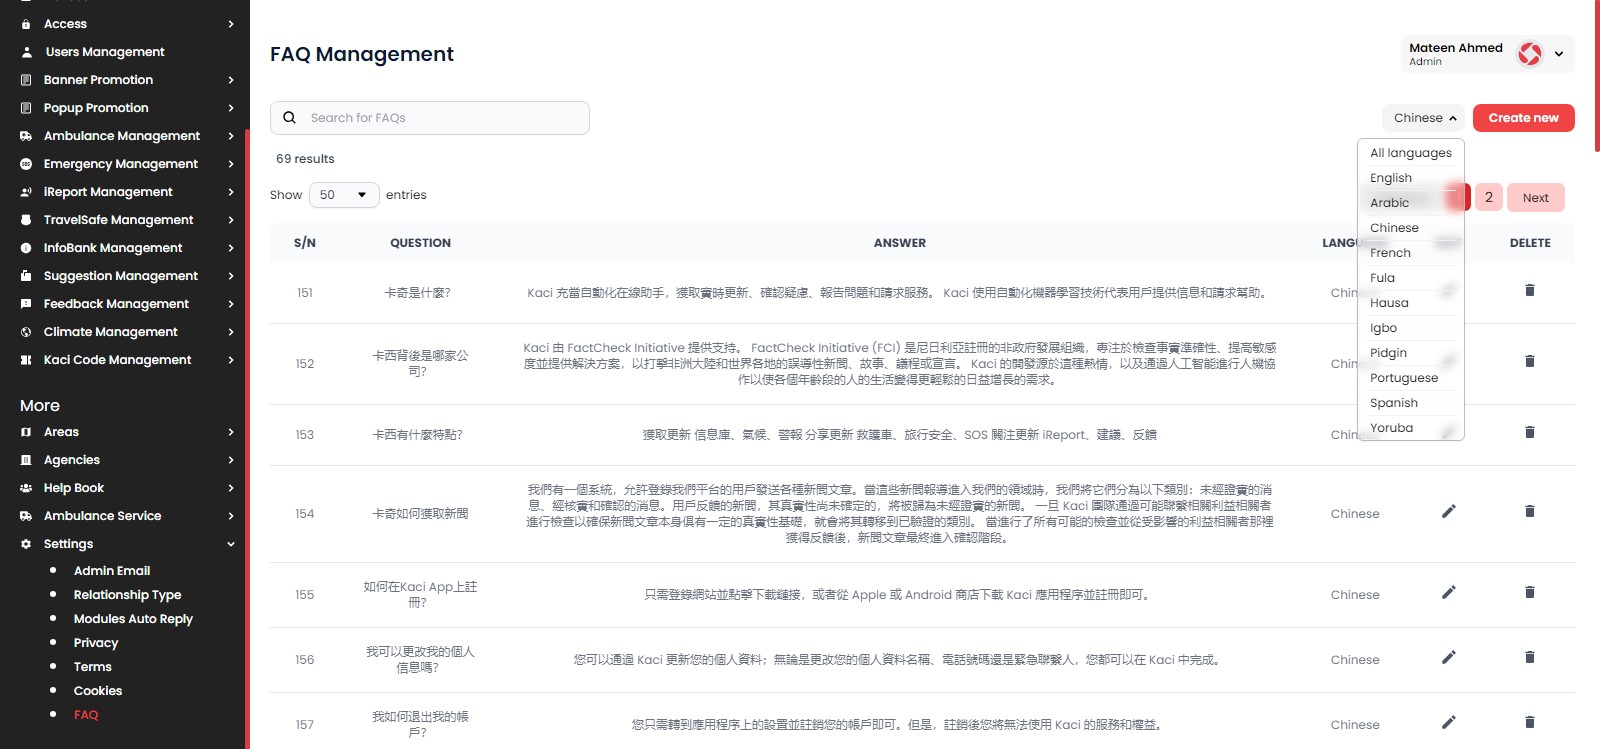 Access
Users Management
Banner Promotion
Popup Promotion
Ambulance Management
Emergency Management
iReport Management
TravelSafe Management
InfoBank Management
Suggestion Management
Feedback Management
Climate Management
Kaci Code Management
More
Areas
Agencies
Help Book
Ambulance Service
Settings
Admin Email
Relationship Type
Modules Auto Reply
Privacy
Terms
Cookies
FAQ
FAQ Management
Mateen Ahmed
Admin
Search for FAQs
Chinese
Create new
69 results
Show 50 entries
2 Next
All languages
English
Arabic
Chinese
French
Fula
Hausa
Igbo
Pidgin
Portuguese
Spanish
Yoruba
S/N QUESTION ANSWER DELETE
151
卡奇是什麼?
Kaci 充當自動化在線助手，獲取實時更新、確認疑慮、報告問題和請求服務。 Kaci 使用自動化機器學習技術代表用戶提供信息和請求幫助。
152
卡西背後是哪家公
司?
Kaci 由 FactCheck Initiative 提供支持。 FactCheck Initiative (FCI) 是尼日利亞註冊的非政府發展組織，專注於檢查事實準確性、提高敏感
度並提供解決方案，以打擊非洲大陸和世界各地的誤導性新聞、故事、議程或宣言。 Kaci 的開發源於這種熱情，以及通過人工智能進行人機協
作以使各個年齡段的人的生活變得更輕鬆的日益增長的需求。
153
卡西有什麼特點?
獲取更新 信息庫、氣候、警報 分享更新 救護車、旅行安全、SOS 關注更新 iReport、建議、反饋
154
卡奇如何獲取新聞
我們有一個系統，允許登錄我們平台的用戶發送各種新聞文章。當這些新聞報導進入我們的領域時，我們將它們分為以下類別：未經證實的消
息、經核實和確認的消息。用戶反饋的新聞，其真實性尚未確定的，將被歸為未經證實的新聞。 一旦 Kaci 團隊通過可能聯繫相關利益相關者
進行檢查以確保新聞文章本身俱有一定的真實性基礎，就會將其轉移到已驗證的類別。 當進行了所有可能的檢查並從受影響的利益相關者那裡
獲得反饋後，新聞文章最終進入確認階段。
Chinese
155
如何在Kaci App上註
冊?
只需登錄網站並點擊下載鏈接，或者從 Apple 或 Android 商店下載 Kaci 應用程序並註冊即可。
Chinese
156
我可以更改我的個人
信息嗎?
您可以通過 Kaci 更新您的個人資料；無論是更改您的個人資料名稱、電話號碼還是緊急聯繫人，您都可以在 Kaci 中完成。
Chinese
157
我如何退出我的帳
戶?
您只需轉到應用程序上的設置並註銷您的帳戶即可。但是，註銷後您將無法使用 Kaci 的服務和權益。
Chinese